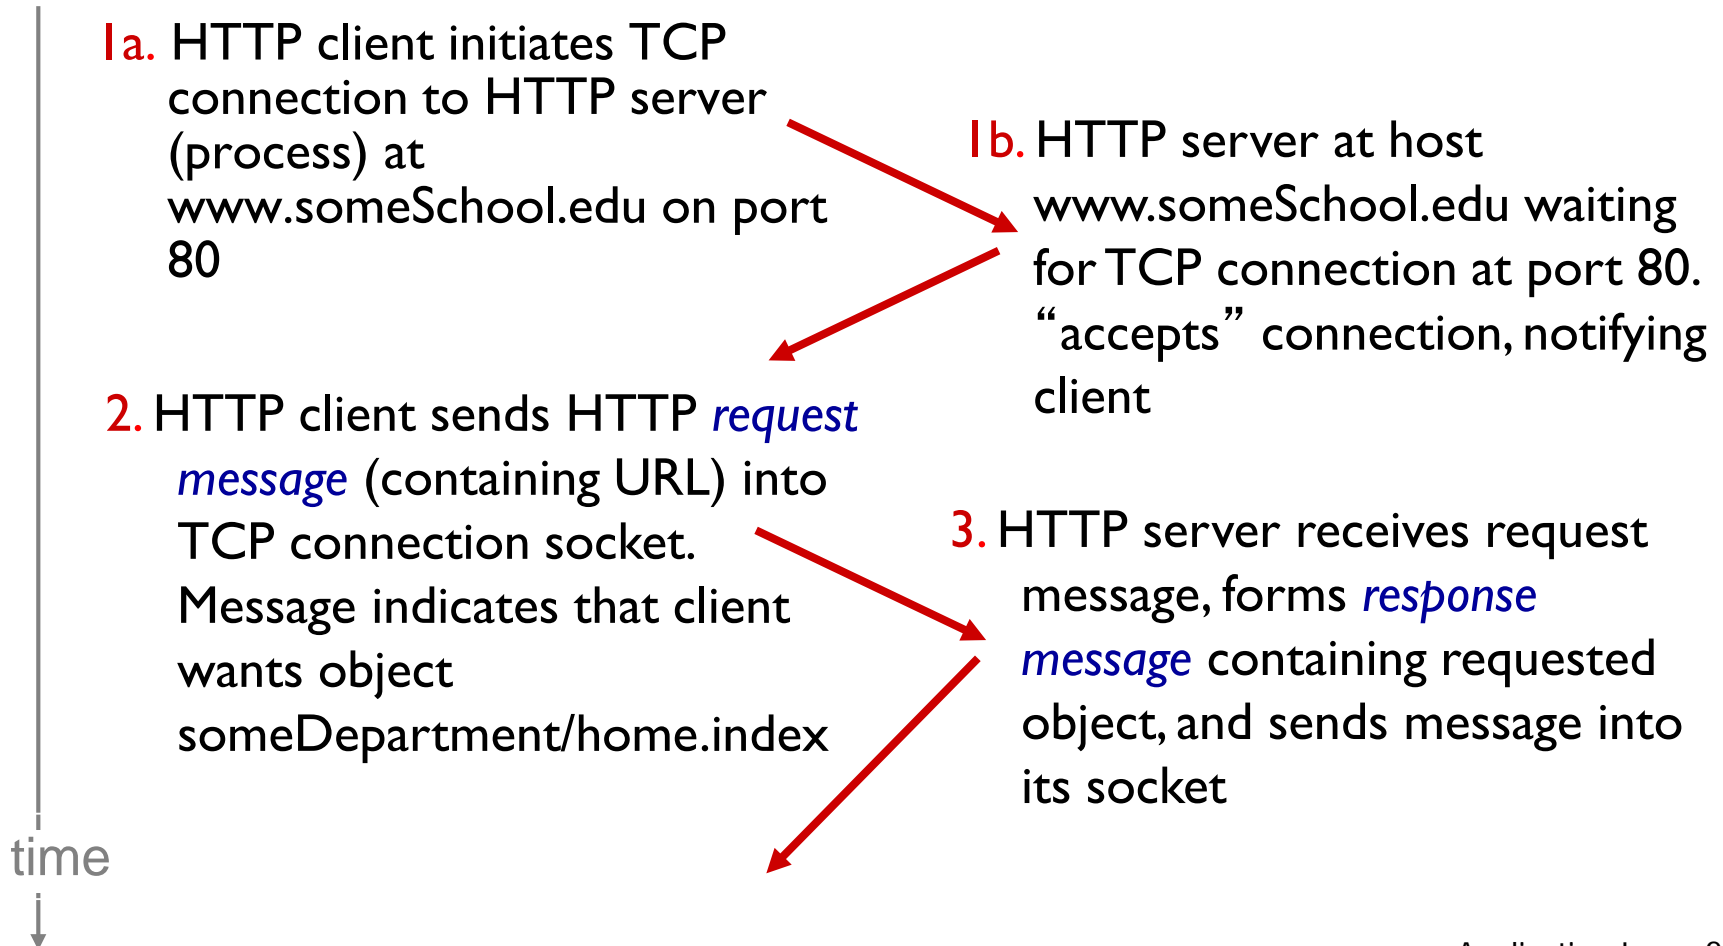 1a. HTTP client initiates TCP
connection to HTTP server
(process) at
www.someSchool.edu on port
80
1b. HTTP server at host
www.someSchool.edu waiting
for TCP connection at port 80.
“accepts” connection, notifying
client
2. HTTP client sends HTTP request
message (containing URL) into
TCP connection socket.
Message indicates that client
wants object
someDepartment/home.index
3. HTTP server receives request
message, forms response
message containing requested
object, and sends message into
its socket
time